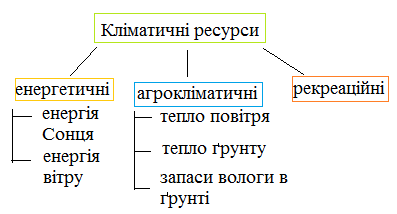 Кліматичні ресурси
енергетичні
енергія
Сонця
енергія
вітру
агрокліматичні
тепло повітря
тепло ґрунту
запаси вологи в
ґрунті
рекреаційні